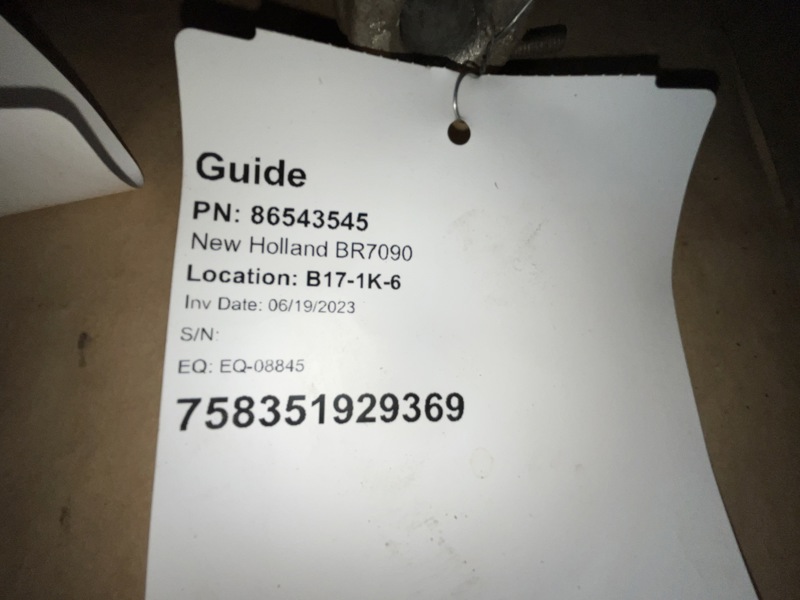 Guide
PN: 86543545
New Holland BR7090
Location: B17-1K-6
Inv Date: 06/19/2023
S/N:
EQ: EQ-08845
758351929369